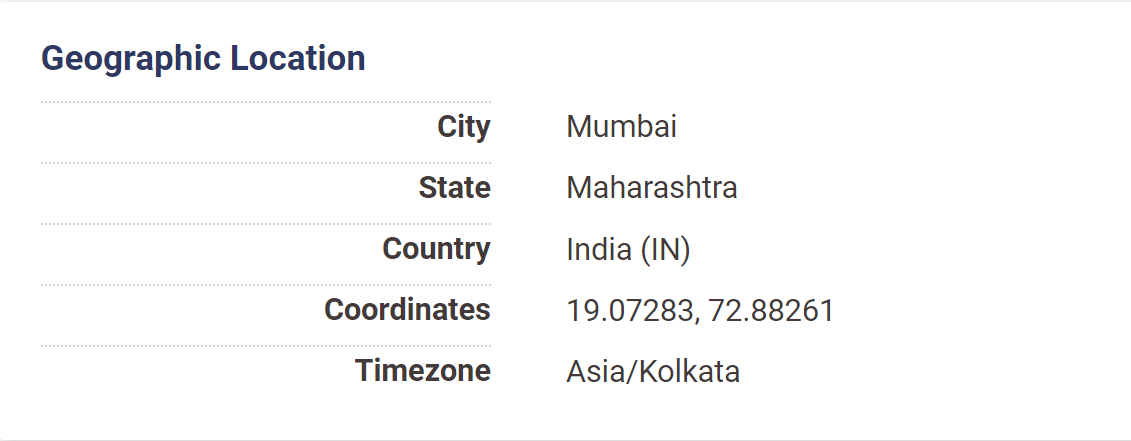 Geographic Location
City Mumbai
State Maharashtra
Country India (IN)
Coordinates 19.07283, 72.88261
Timezone Asia/Kolkata